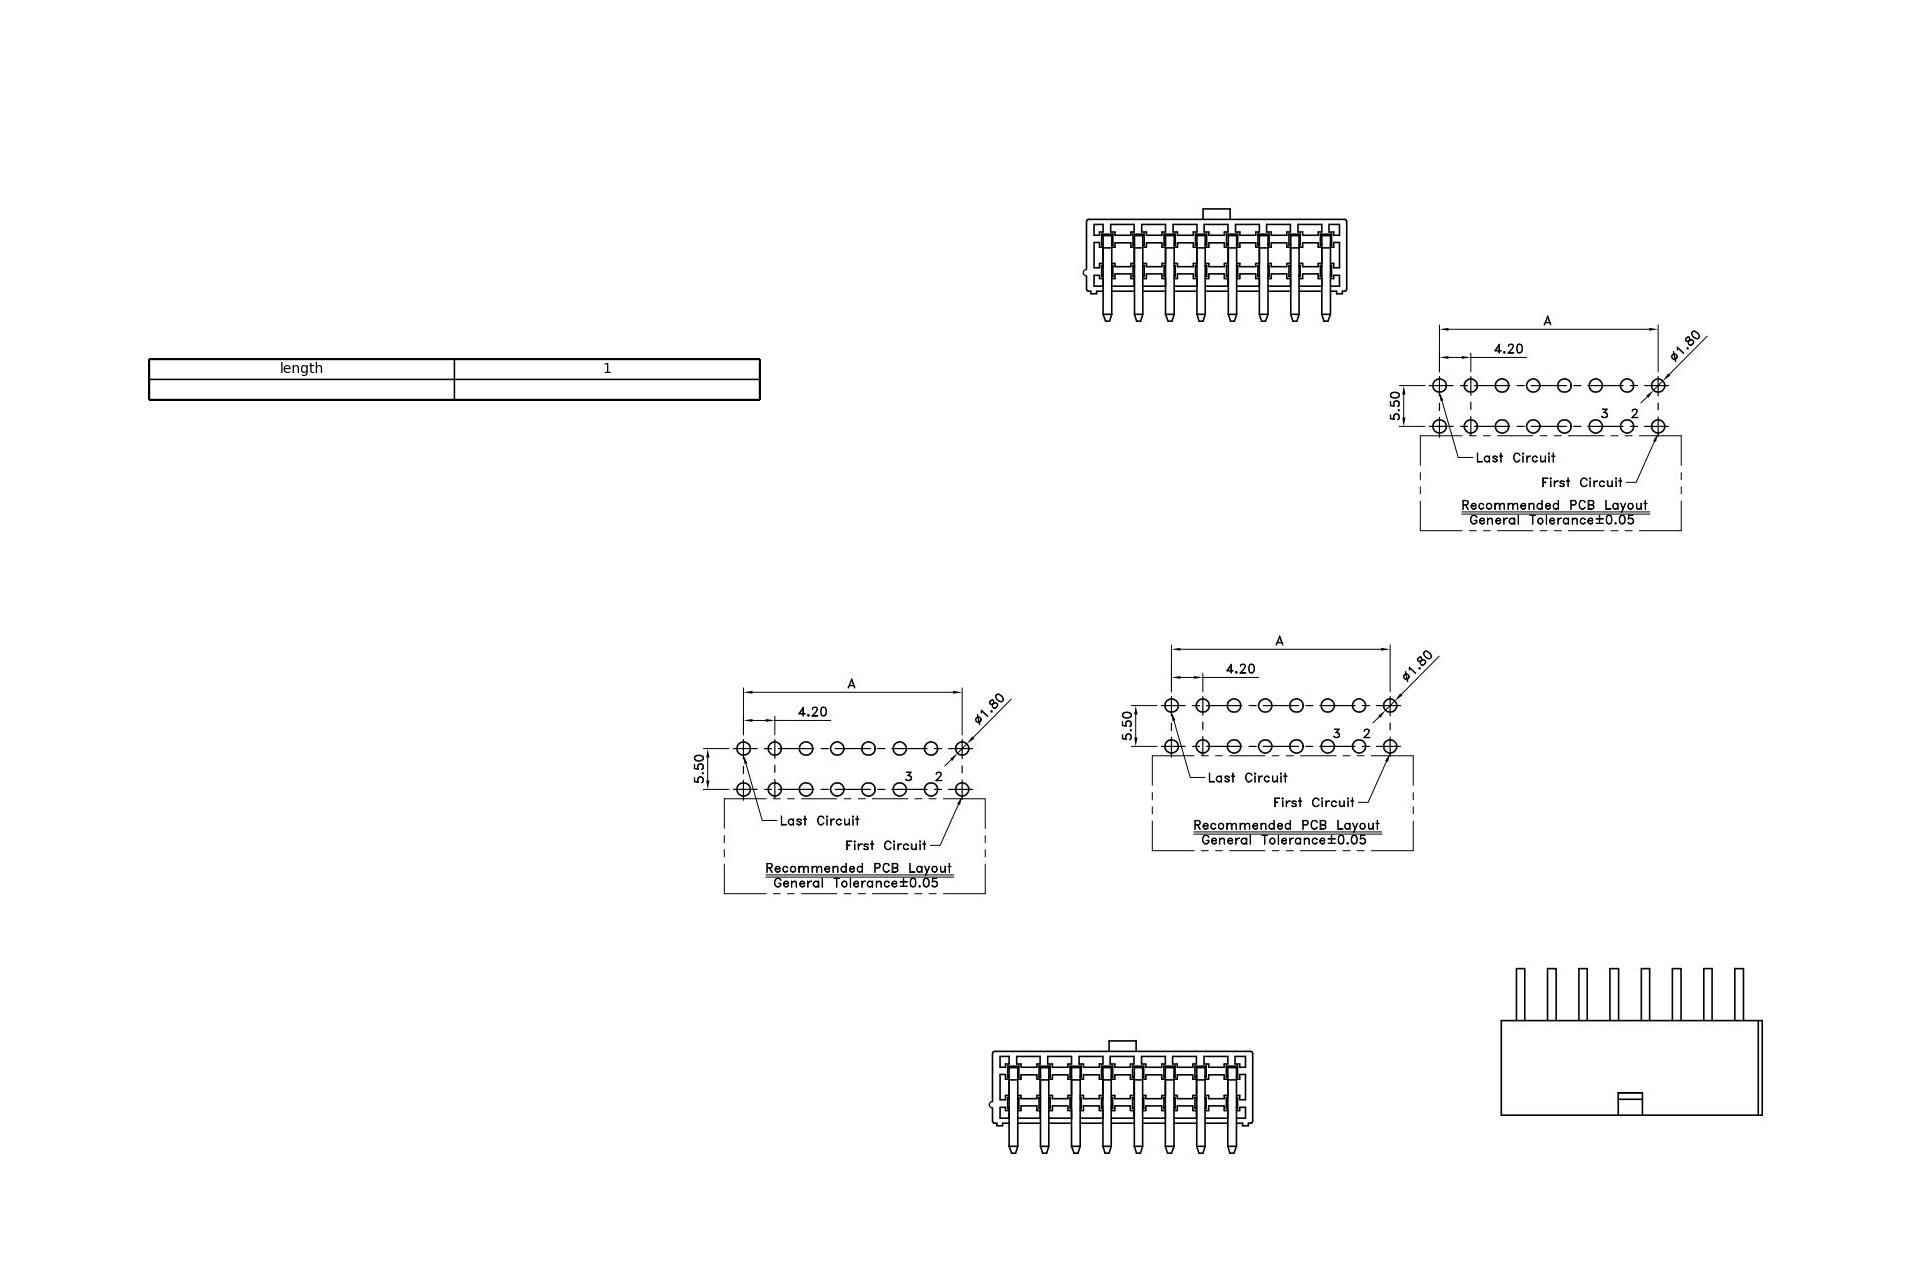 length 1
A
4.20
ø1.80
5.50
3 2
Last Circuit
First Circuit
Recommended PCB Layout
General Tolerance±0.05
A
4.20
ø1.80
5.50
3 2
Last Circuit
First Circuit
Recommended PCB Layout
General Tolerance±0.05
A
4.20
ø1.80
5.50
3 2
Last Circuit
First Circuit
Recommended PCB Layout
General Tolerance±0.05